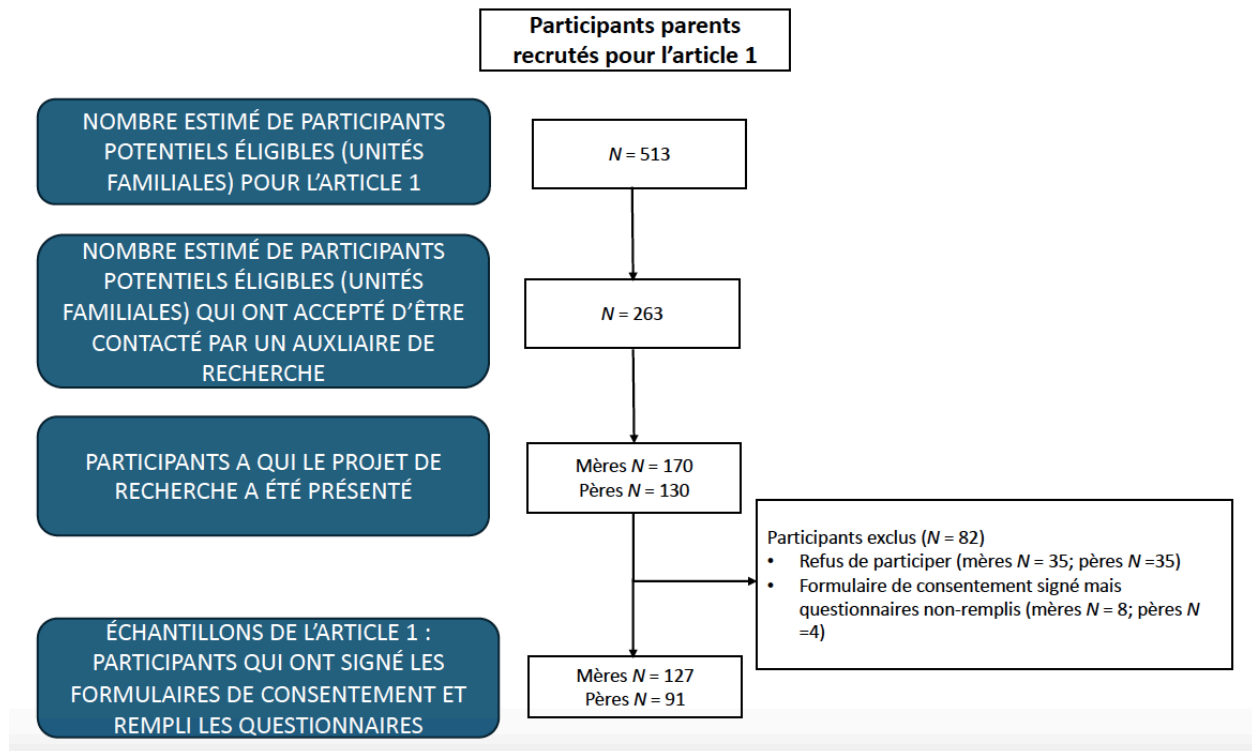 Participants parents
recrutés pour l'article 1
NOMBRE ESTIMÉ DE PARTICIPANTS
POTENTIELS ÉLIGIBLES (UNITÉS
FAMILIALES) POUR L'ARTICLE 1
N = 513
NOMBRE ESTIMÉ DE PARTICIPANTS
POTENTIELS ÉLIGIBLES (UNITÉS
FAMILIALES) QUI ONT ACCEPTÉ D'ÊTRE
CONTACTÉ PAR UN AUXLIAIRE DE
RECHERCHE
N = 263
PARTICIPANTS A QUI LE PROJET DE
RECHERCHE A ÉTÉ PRÉSENTÉ
Mères N = 170
Pères N = 130
Participants exclus (N = 82)
• Refus de participer (mères N = 35; pères N =35)
• Formulaire de consentement signé mais
questionnaires non-remplis (mères N = 8; pères N
=4)
ÉCHANTILLONS DE L'ARTICLE 1 :
PARTICIPANTS QUI ONT SIGNÉ LES
FORMULAIRES DE CONSENTEMENT ET
REMPLI LES QUESTIONNAIRES
Mères N = 127
Pères N = 91